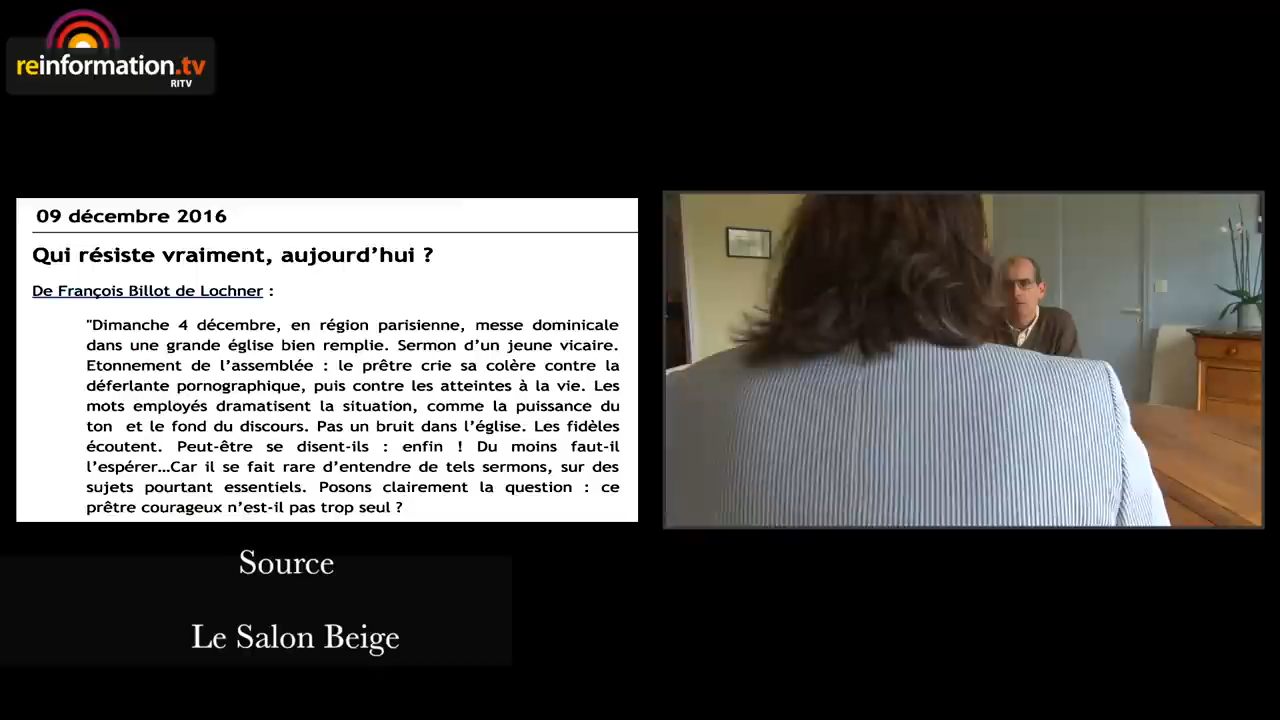 reinformation.tv
RITV
09 décembre 2016
Qui résiste vraiment, aujourd’hui ?
De François Billot de Lochner :
"Dimanche 4 décembre, en région parisienne, messe dominicale
dans une grande église bien remplie. Sermon d’un jeune vicaire.
Etonnement de l’assemblée : le prêtre crie sa colère contre la
déferlante pornographique, puis contre les atteintes à la vie. Les
mots employés dramatisent la situation, comme la puissance du
ton et le fond du discours. Pas un bruit dans l’église. Les fidèles
écoutent. Peut-être se disent-ils : enfin ! Du moins faut-il
l’espérer…Car il se fait rare d’entendre de tels sermons, sur des
sujets pourtant essentiels. Posons clairement la question : ce
prêtre courageux n’est-il pas trop seul ?
Source
Le Salon Beige